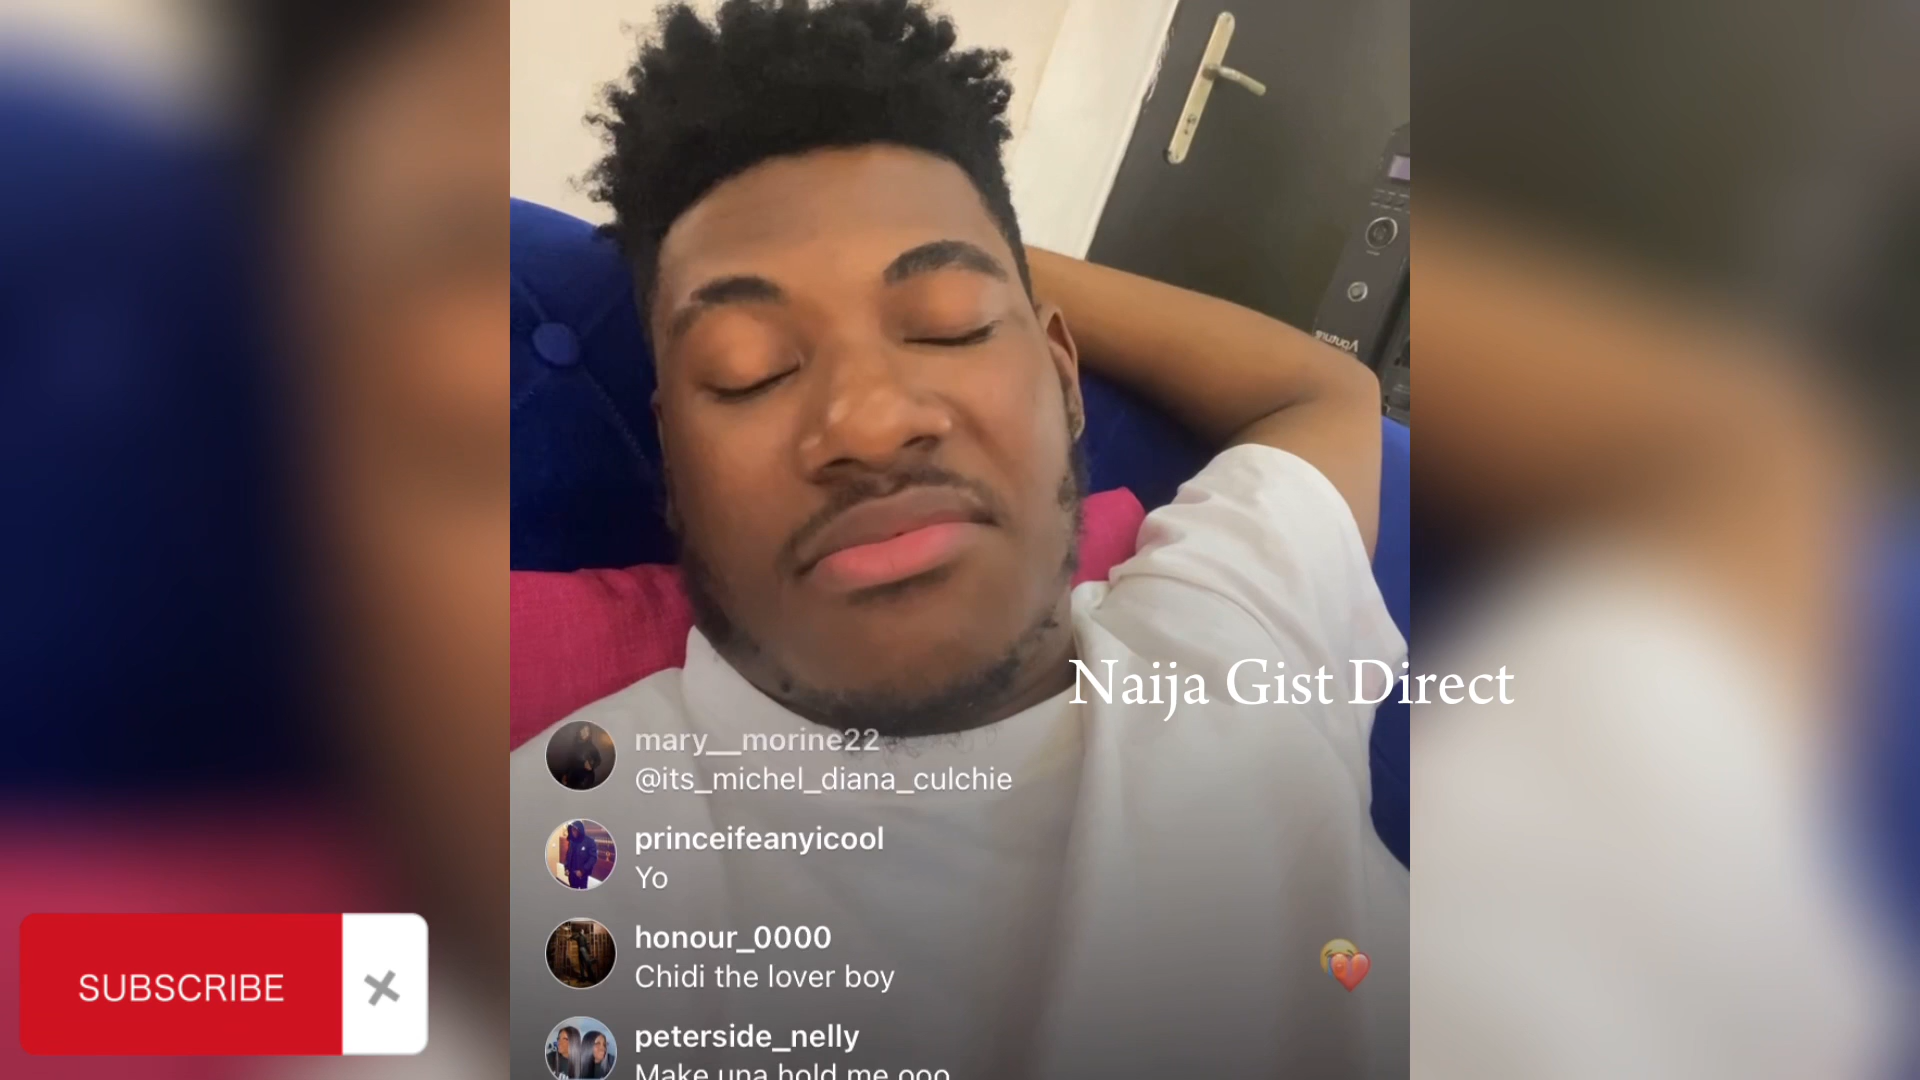 Naija Gist Direct
mary__morine22
@its_michel_diana_culchie
princeifeanyicool
Yo
honour_0000
Chidi the lover boy
peterside_nelly
Make una hold me ooo
SUBSCRIBE